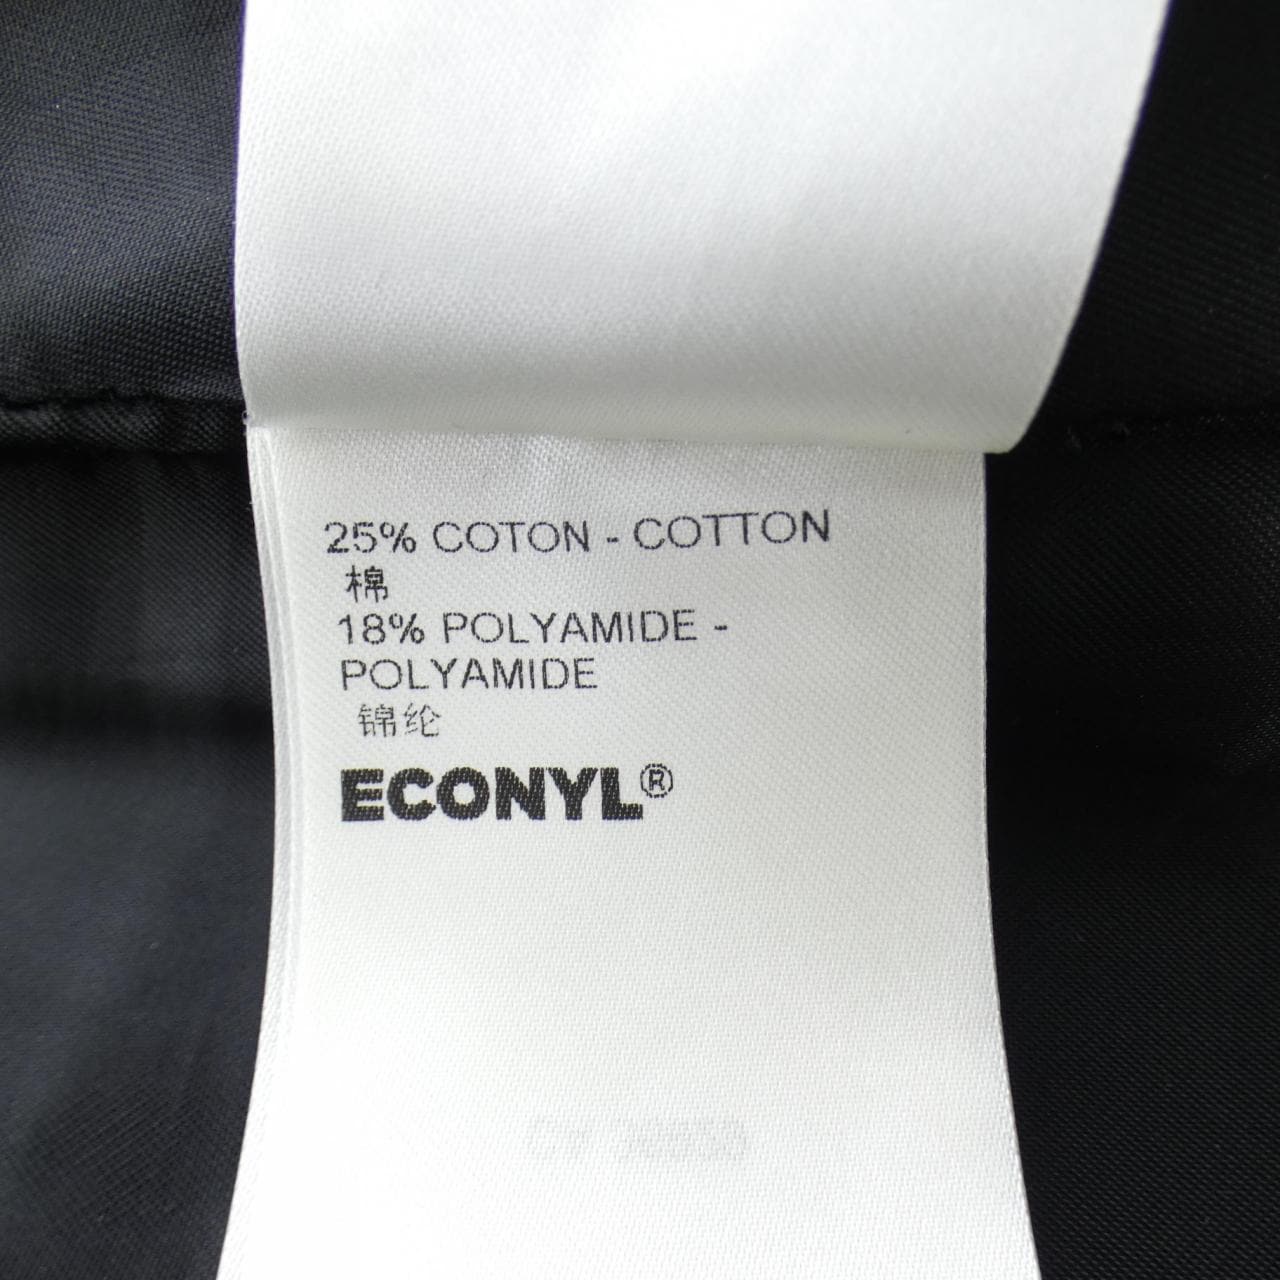 25% COTON - COTTON
棉
18% POLYAMIDE -
POLYAMIDE
锦纶
ECONYL®